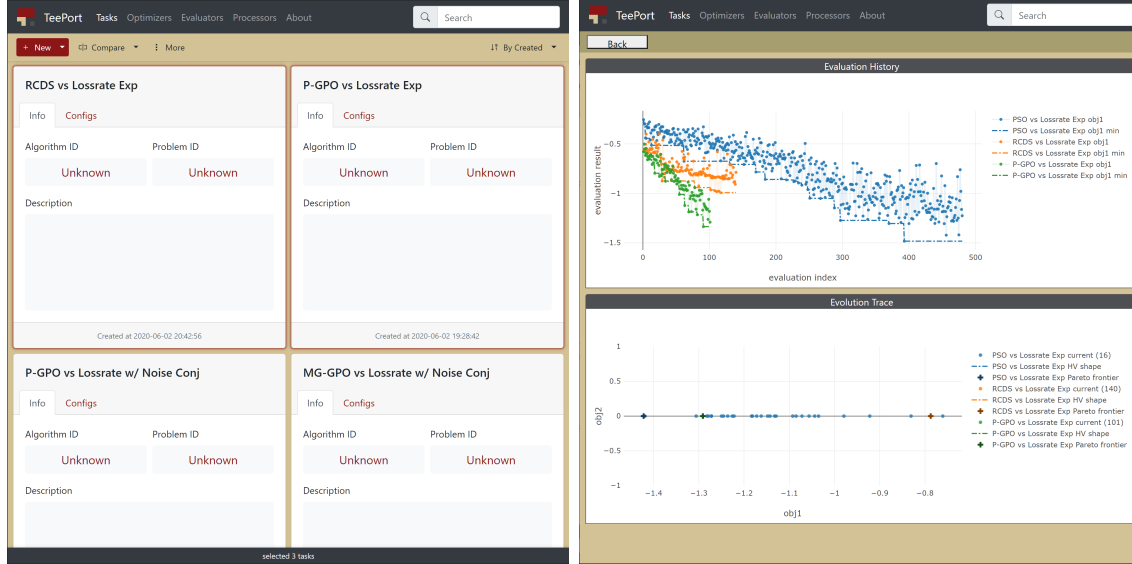 TeePort Tasks Optimizers Evaluators Processors About Search
+ New Compare More By Created
RCDS vs Lossrate Exp
Info Configs
Algorithm ID Problem ID
Unknown Unknown
Description
Created at 2020-06-02 20:42:56
P-GPO vs Lossrate Exp
Info Configs
Algorithm ID Problem ID
Unknown Unknown
Description
Created at 2020-06-02 19:28:42
P-GPO vs Lossrate w/ Noise Conj
Info Configs
Algorithm ID Problem ID
Unknown Unknown
Description
MG-GPO vs Lossrate w/ Noise Conj
Info Configs
Algorithm ID Problem ID
Unknown Unknown
Description
selected 3 tasks
TeePort Tasks Optimizers Evaluators Processors About Search
Back
Evaluation History
evaluation result
−0.5
−1
−1.5
0 100 200 300 400 500
evaluation index
PSO vs Lossrate Exp obj1
PSO vs Lossrate Exp obj1 min
RCDS vs Lossrate Exp obj1
RCDS vs Lossrate Exp obj1 min
P-GPO vs Lossrate Exp obj1
P-GPO vs Lossrate Exp obj1 min
Evolution Trace
obj2
1
0.5
0
−0.5
−1
−1.4 −1.3 −1.2 −1.1 −1 −0.9 −0.8
obj1
PSO vs Lossrate Exp current (16)
PSO vs Lossrate Exp HV shape
PSO vs Lossrate Exp Pareto frontier
RCDS vs Lossrate Exp current (140)
RCDS vs Lossrate Exp HV shape
RCDS vs Lossrate Exp Pareto frontier
P-GPO vs Lossrate Exp current (101)
P-GPO vs Lossrate Exp HV shape
P-GPO vs Lossrate Exp Pareto frontier